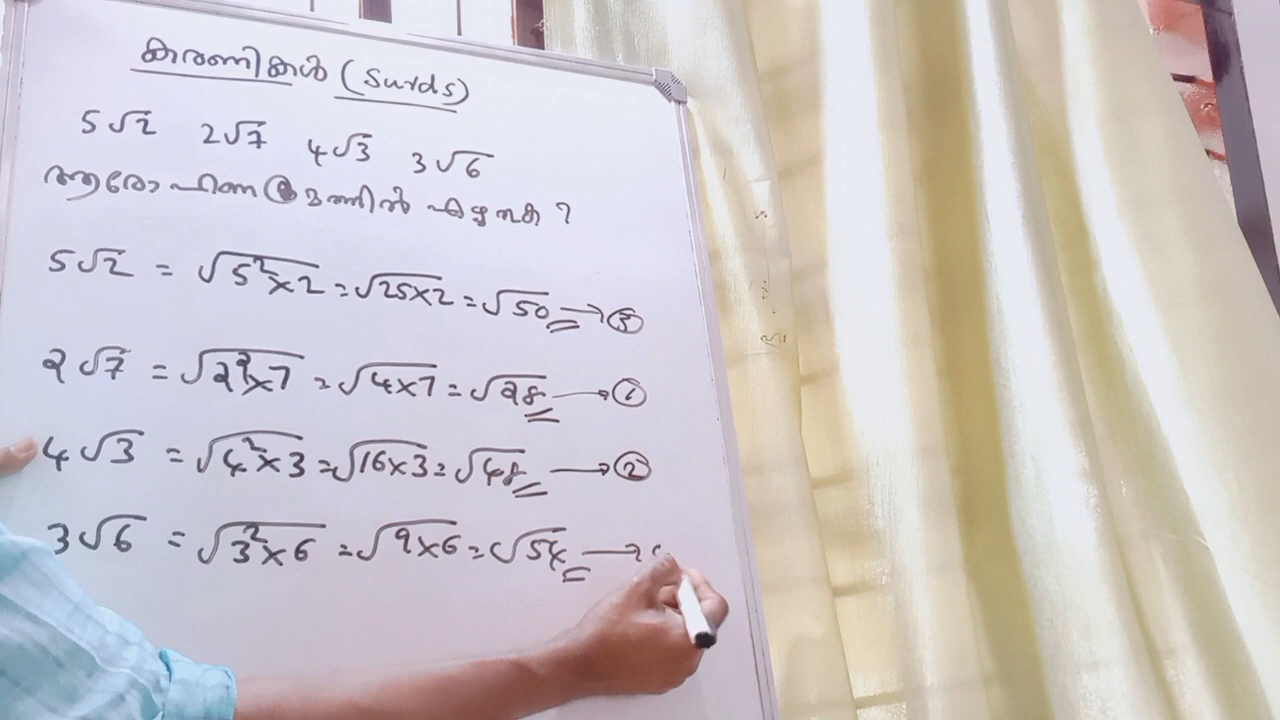 കരണികൾ (Surds)
5√2 2√7 4√3 3√6
ആരോഹണ ക്രമത്തിൽ എഴുതുക ?
5√2 = √5²×2 = √25×2 = √50 → ③
2√7 = √2²×7 = √4×7 = √28 → ①
4√3 = √4²×3 = √16×3 = √48 → ②
3√6 = √3²×6 = √9×6 = √54 →